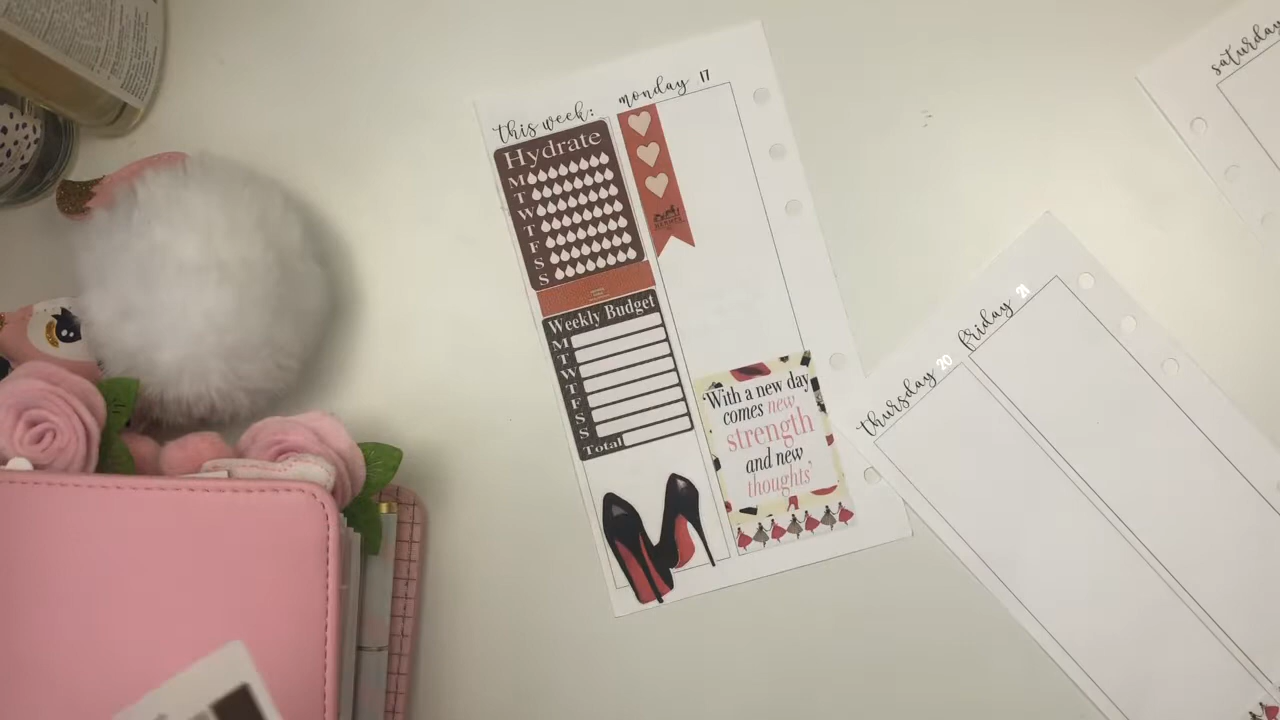 this week:
monday 17
Hydrate
M
T
W
T
F
S
S
Weekly Budget
M
T
W
T
F
S
S
Total
"With a new day
comes new
strength
and new
thoughts"
thursday 20
friday 21
saturday